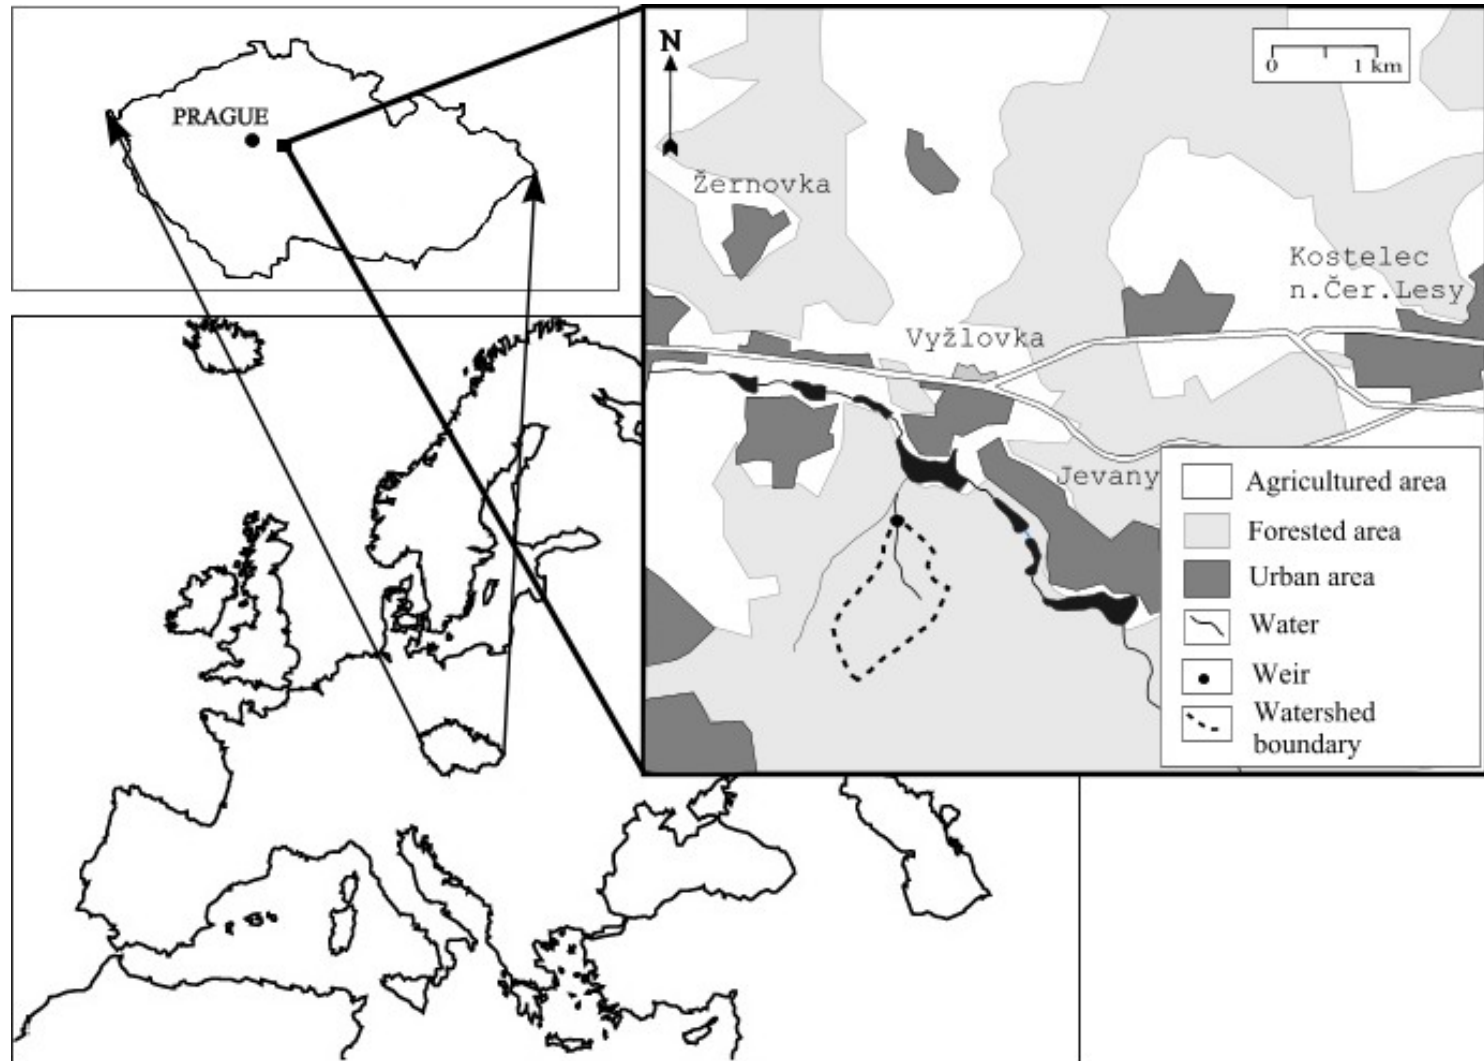 PRAGUE
N
0 1 km
Žernovka
Kostelec
n.Čer.Lesy
Vyžlovka
Jevany
Agricultured area
Forested area
Urban area
Water
Weir
Watershed
boundary